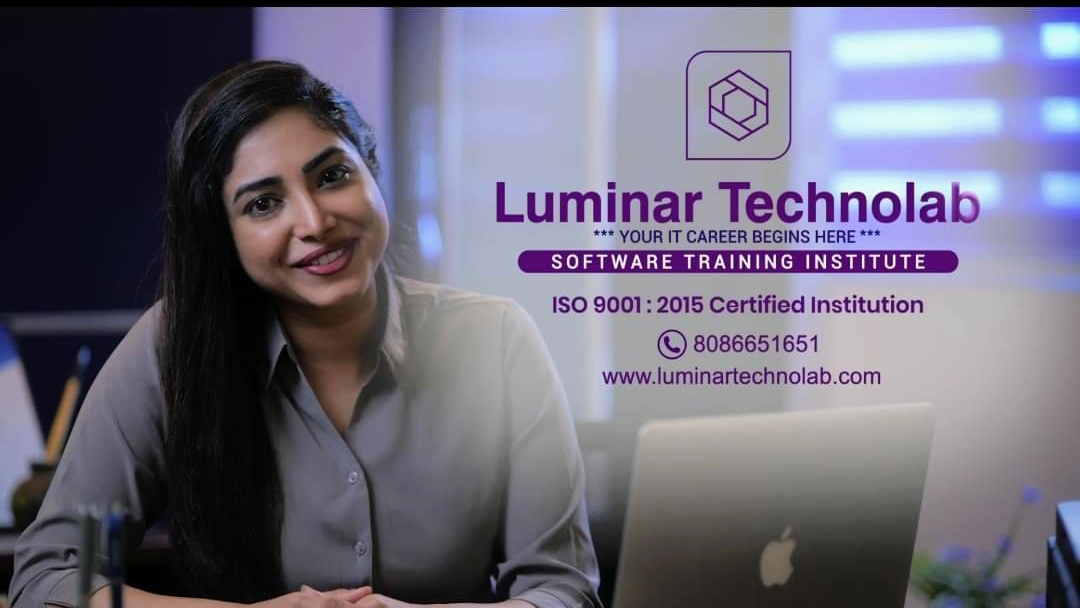 Luminar Technolab
*** YOUR IT CAREER BEGINS HERE ***
SOFTWARE TRAINING INSTITUTE
ISO 9001 : 2015 Certified Institution
8086651651
www.luminartechnolab.com